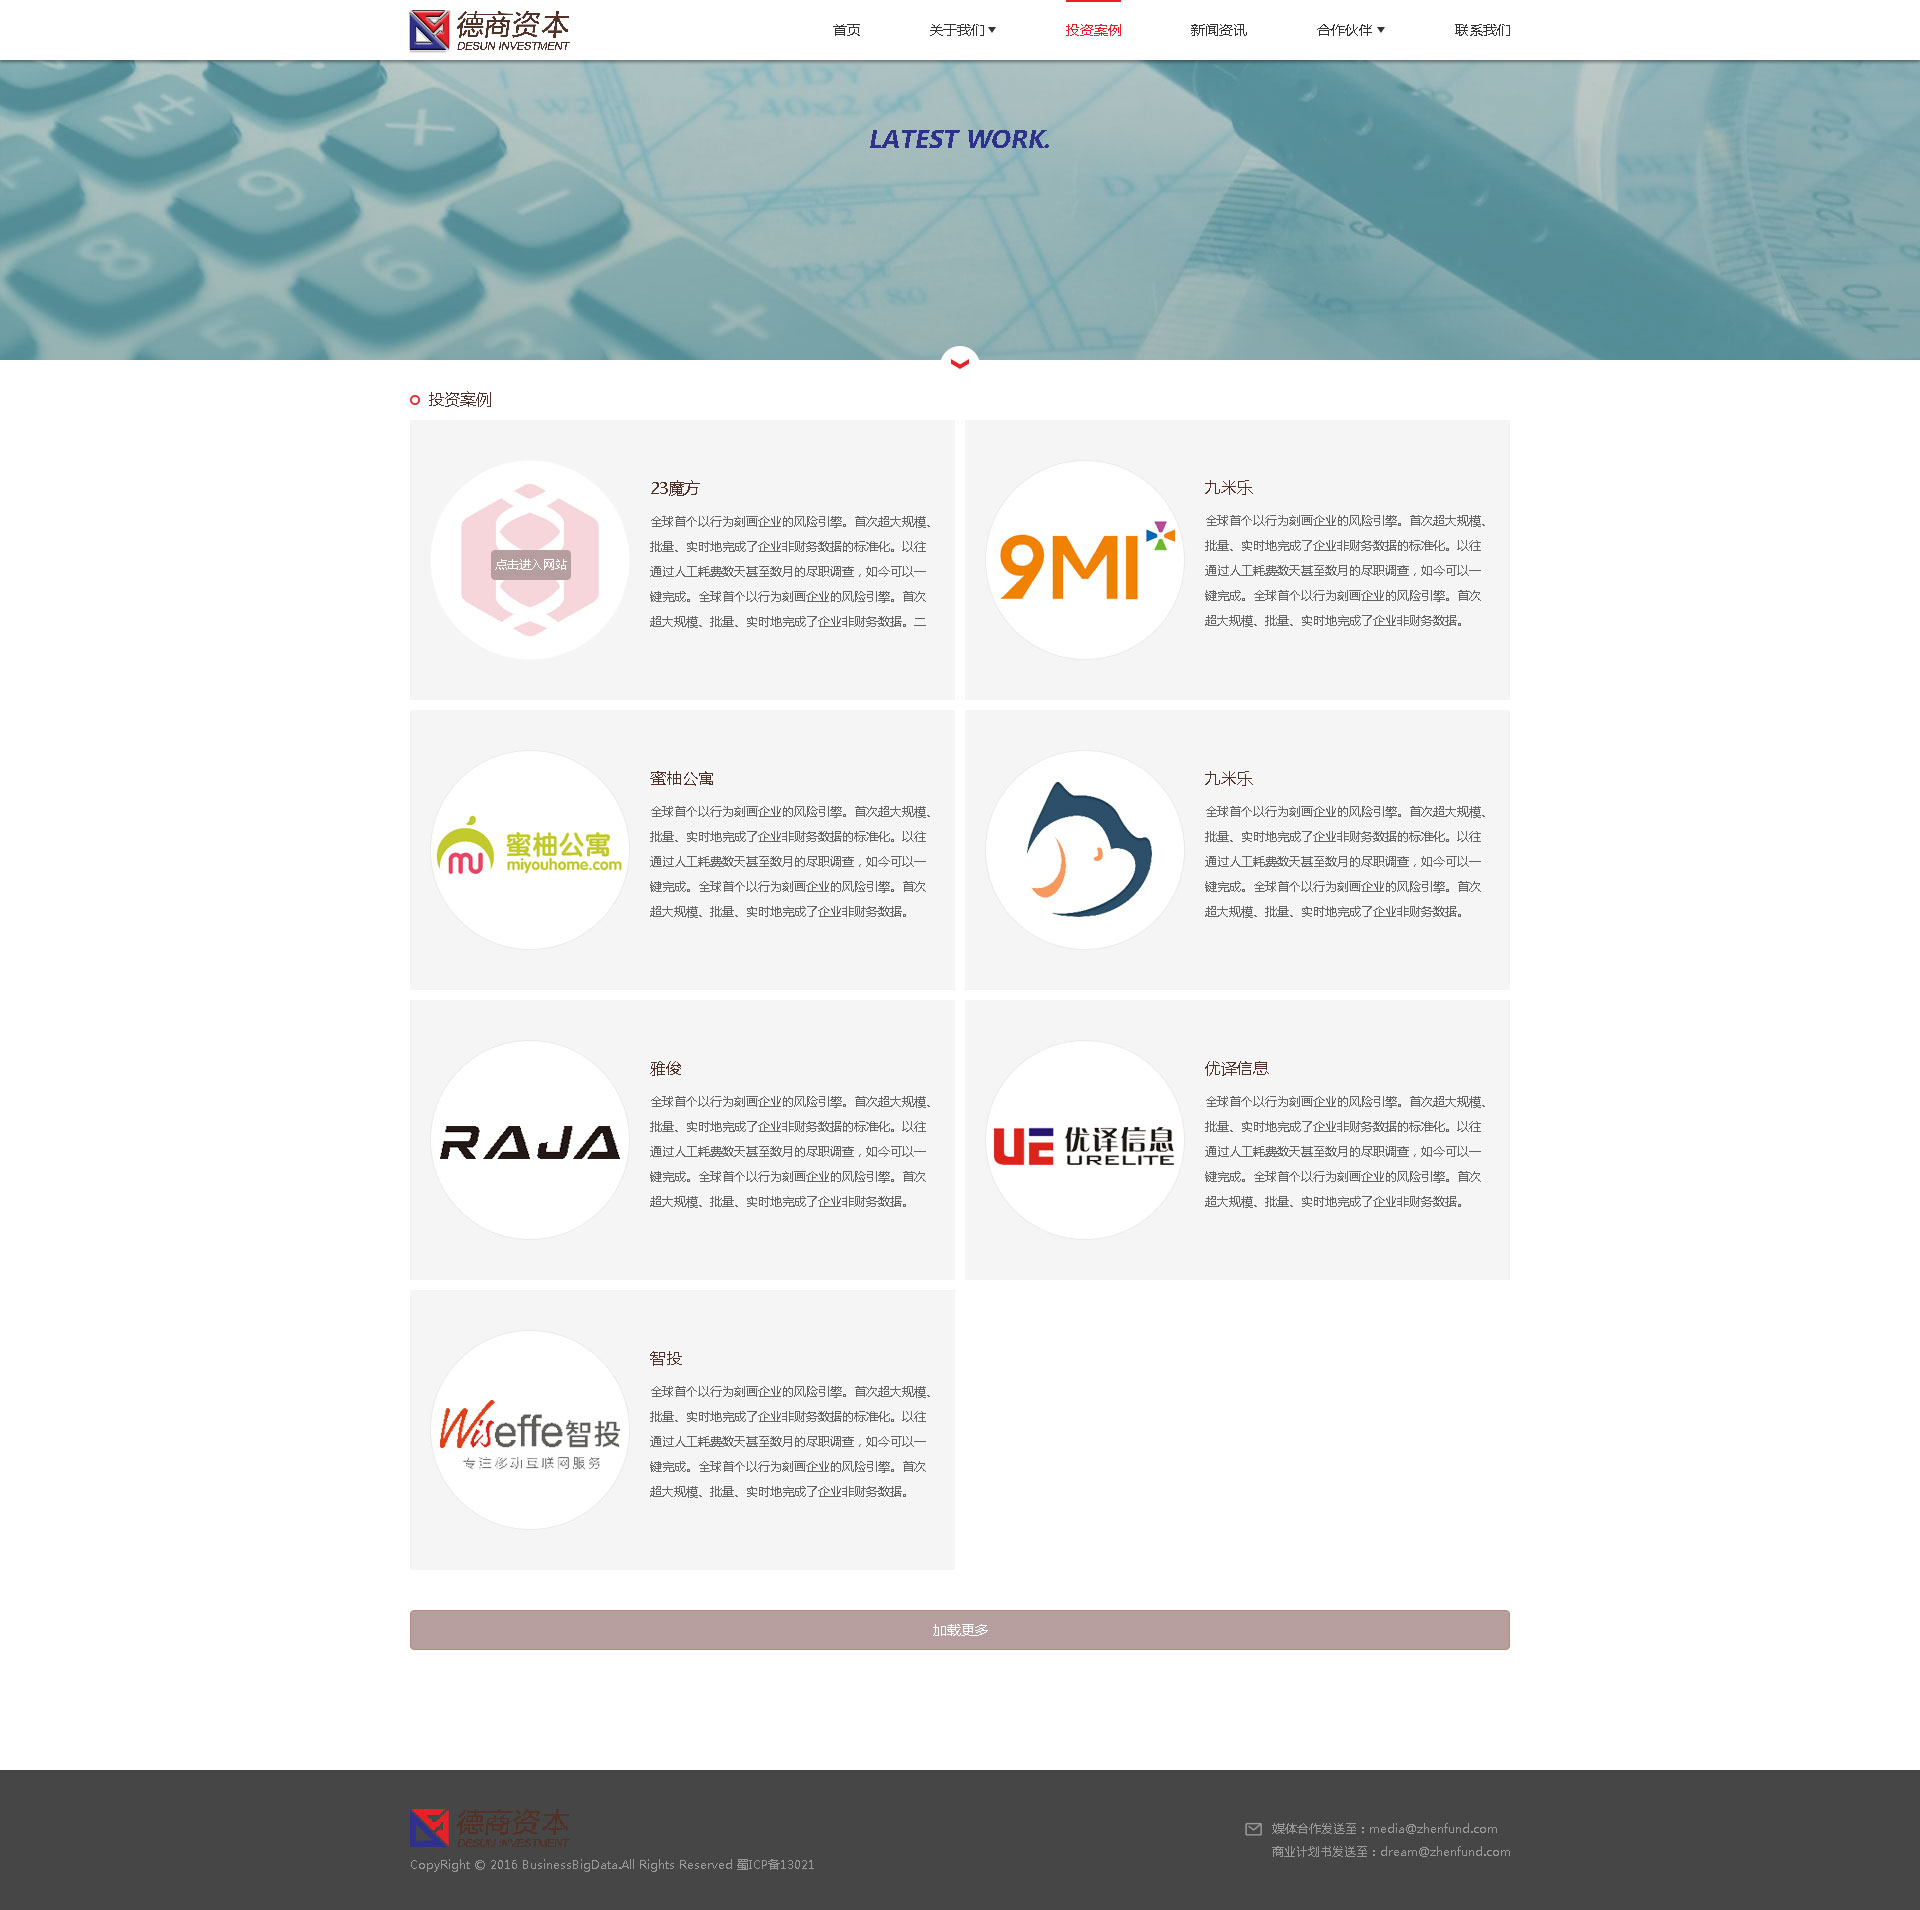 德商资本
DESUN INVESTMENT
首页 关于我们 投资案例 新闻资讯 合作伙伴 联系我们
LATEST WORK.
投资案例
点击进入网站
23魔方
全球首个以行为刻画企业的风险引擎。首次超大规模、
批量、实时地完成了企业非财务数据的标准化。以往
通过人工耗费数天甚至数月的尽职调查，如今可以一
键完成。全球首个以行为刻画企业的风险引擎。首次
超大规模、批量、实时地完成了企业非财务数据。二
9MI
九米乐
全球首个以行为刻画企业的风险引擎。首次超大规模、
批量、实时地完成了企业非财务数据的标准化。以往
通过人工耗费数天甚至数月的尽职调查，如今可以一
键完成。全球首个以行为刻画企业的风险引擎。首次
超大规模、批量、实时地完成了企业非财务数据。
mu 蜜柚公寓
miyouhome.com
蜜柚公寓
全球首个以行为刻画企业的风险引擎。首次超大规模、
批量、实时地完成了企业非财务数据的标准化。以往
通过人工耗费数天甚至数月的尽职调查，如今可以一
键完成。全球首个以行为刻画企业的风险引擎。首次
超大规模、批量、实时地完成了企业非财务数据。
九米乐
全球首个以行为刻画企业的风险引擎。首次超大规模、
批量、实时地完成了企业非财务数据的标准化。以往
通过人工耗费数天甚至数月的尽职调查，如今可以一
键完成。全球首个以行为刻画企业的风险引擎。首次
超大规模、批量、实时地完成了企业非财务数据。
RAJA
雅俊
全球首个以行为刻画企业的风险引擎。首次超大规模、
批量、实时地完成了企业非财务数据的标准化。以往
通过人工耗费数天甚至数月的尽职调查，如今可以一
键完成。全球首个以行为刻画企业的风险引擎。首次
超大规模、批量、实时地完成了企业非财务数据。
UE 优译信息
URELITE
优译信息
全球首个以行为刻画企业的风险引擎。首次超大规模、
批量、实时地完成了企业非财务数据的标准化。以往
通过人工耗费数天甚至数月的尽职调查，如今可以一
键完成。全球首个以行为刻画企业的风险引擎。首次
超大规模、批量、实时地完成了企业非财务数据。
Wiseffe智投
专注移动互联网服务
智投
全球首个以行为刻画企业的风险引擎。首次超大规模、
批量、实时地完成了企业非财务数据的标准化。以往
通过人工耗费数天甚至数月的尽职调查，如今可以一
键完成。全球首个以行为刻画企业的风险引擎。首次
超大规模、批量、实时地完成了企业非财务数据。
加载更多
德商资本
DESUN INVESTMENT
CopyRight © 2016 BusinessBigData.All Rights Reserved 蜀ICP备13021
媒体合作发送至：media@zhenfund.com
商业计划书发送至：dream@zhenfund.com